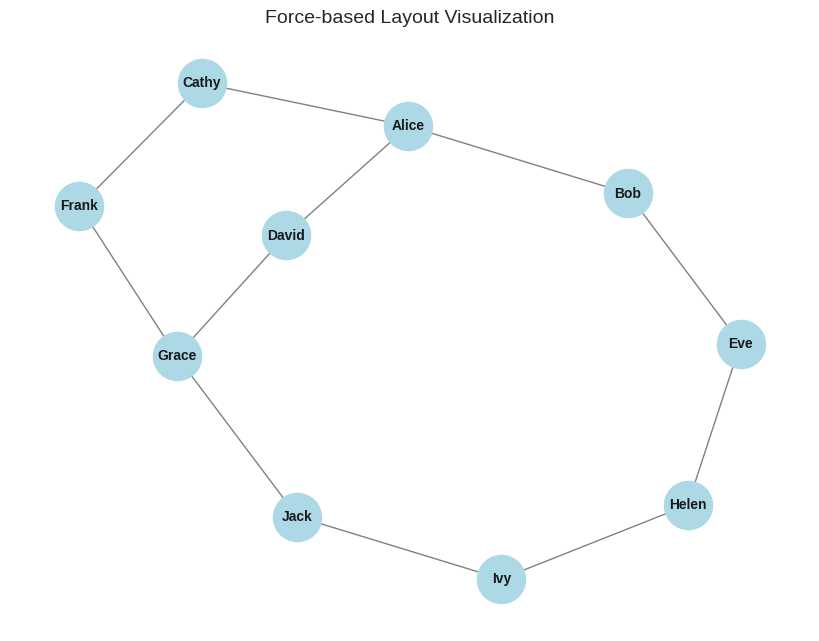 Force-based Layout Visualization
Cathy
Alice
Bob
Frank
David
Eve
Grace
Helen
Jack
Ivy